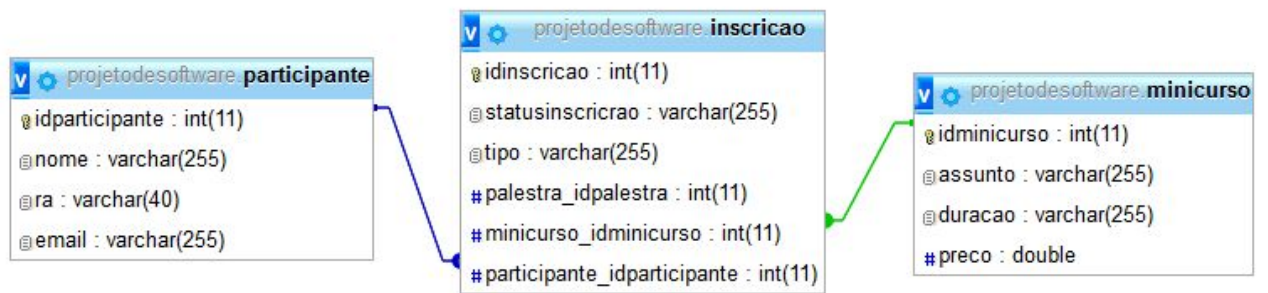 projetodesoftware.participante
idparticipante : int(11)
nome : varchar(255)
ra : varchar(40)
email : varchar(255)
projetodesoftware.inscricao
idinscricao : int(11)
statusinscricrao : varchar(255)
tipo : varchar(255)
#palestra_idpalestra : int(11)
#minicurso_idminicurso : int(11)
#participante_idparticipante : int(11)
projetodesoftware.minicurso
idminicurso : int(11)
assunto : varchar(255)
duracao : varchar(255)
#preco : double